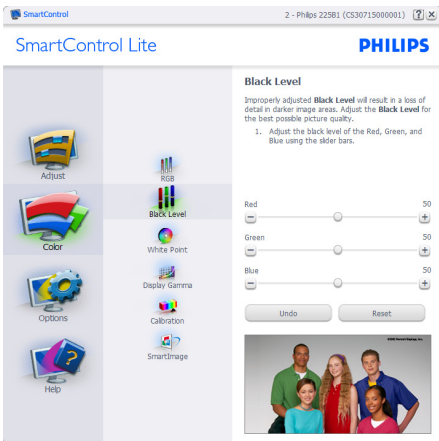 SmartControl
2 - Philips 225B1 (CS30715000001)
SmartControl Lite
PHILIPS
Adjust
Color
Options
Help
RGB
Black Level
White Point
Display Gamma
Calibration
SmartImage
Black Level
Improperly adjusted Black Level will result in a loss of
detail in darker image areas. Adjust the Black Level for
the best possible picture quality.
1. Adjust the black level of the Red, Green, and
Blue using the slider bars.
Red 50
Green 50
Blue 50
Undo
Reset